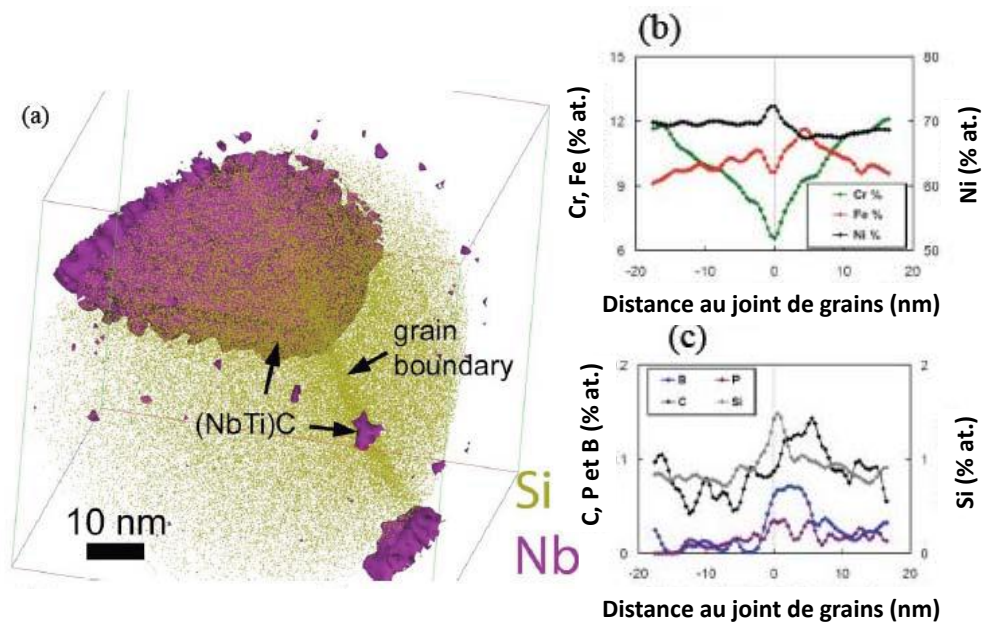 (a)
grain
boundary
(NbTi)C
10 nm
Si
Nb
(b)
Cr, Fe (% at.)
15
12
9
6
80
70
60
50
Ni (% at.)
Cr %
Fe %
Ni %
-20
-10
0
10
20
Distance au joint de grains (nm)
(c)
C, P et B (% at.)
.2
0.1
0
2
1
0
Si (% at.)
B
P
C
Si
-20
-10
0
10
20
Distance au joint de grains (nm)